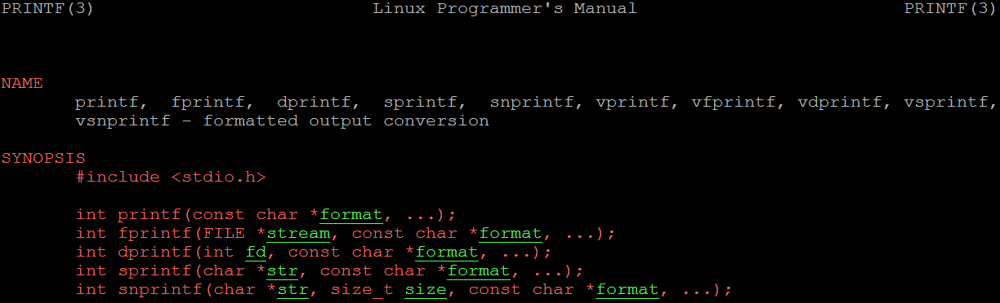 PRINTF(3) Linux Programmer's Manual PRINTF(3)
NAME
printf, fprintf, dprintf, sprintf, snprintf, vprintf, vfprintf, vdprintf, vsprintf,
vsnprintf - formatted output conversion
SYNOPSIS
#include <stdio.h>
int printf(const char *format, ...);
int fprintf(FILE *stream, const char *format, ...);
int dprintf(int fd, const char *format, ...);
int sprintf(char *str, const char *format, ...);
int snprintf(char *str, size_t size, const char *format, ...);